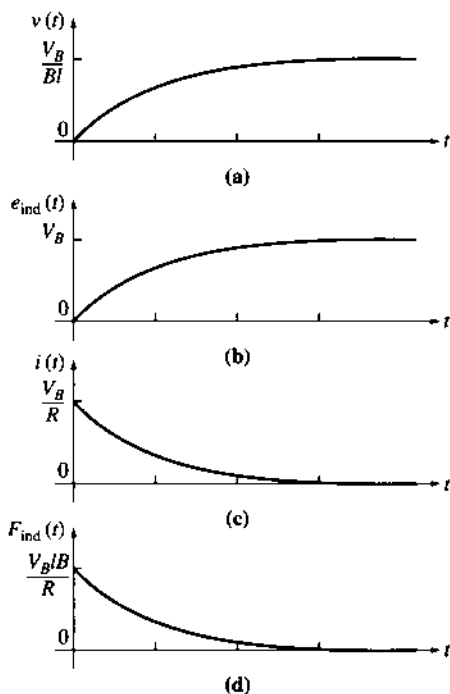 v (t)
V_B
Bl
0
t
(a)
e_ind (t)
V_B
0
t
(b)
i (t)
V_B
R
0
t
(c)
F_ind (t)
V_B lB
R
0
t
(d)